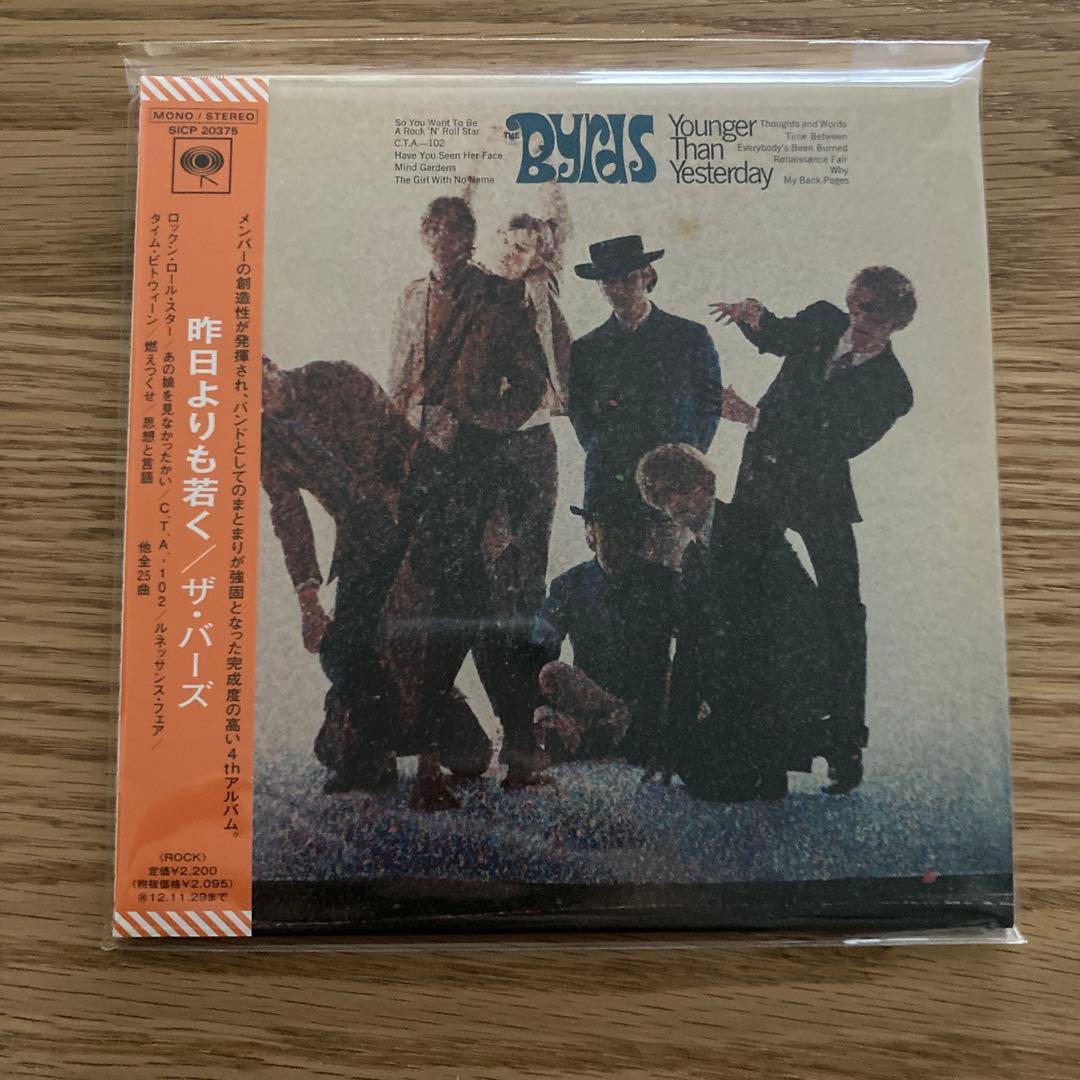 MONO / STEREO
SICP 20375
メンバーの創造性が発揮され、バンドとしてのまとまりが強固となった完成度の高い4thアルバム。
昨日よりも若く／ザ・バーズ
ロックン・ロール・スター／あの娘を見なかったかい／C.T.A.-102／ルネッサンス・フェア／
タイム・ビトウィーン／燃えつくせ／思想と言語 他全25曲
《ROCK》
定価¥2,200
(税抜価格¥2,095)
㋐12.11.29まで
So You Want To Be
A Rock 'N' Roll Star
C.T.A.—102
Have You Seen Her Face
Mind Gardens
The Girl With No Name
THE Byrds
Younger
Than
Yesterday
Thoughts and Words
Time Between
Everybody's Been Burned
Renaissance Fair
Why
My Back Pages